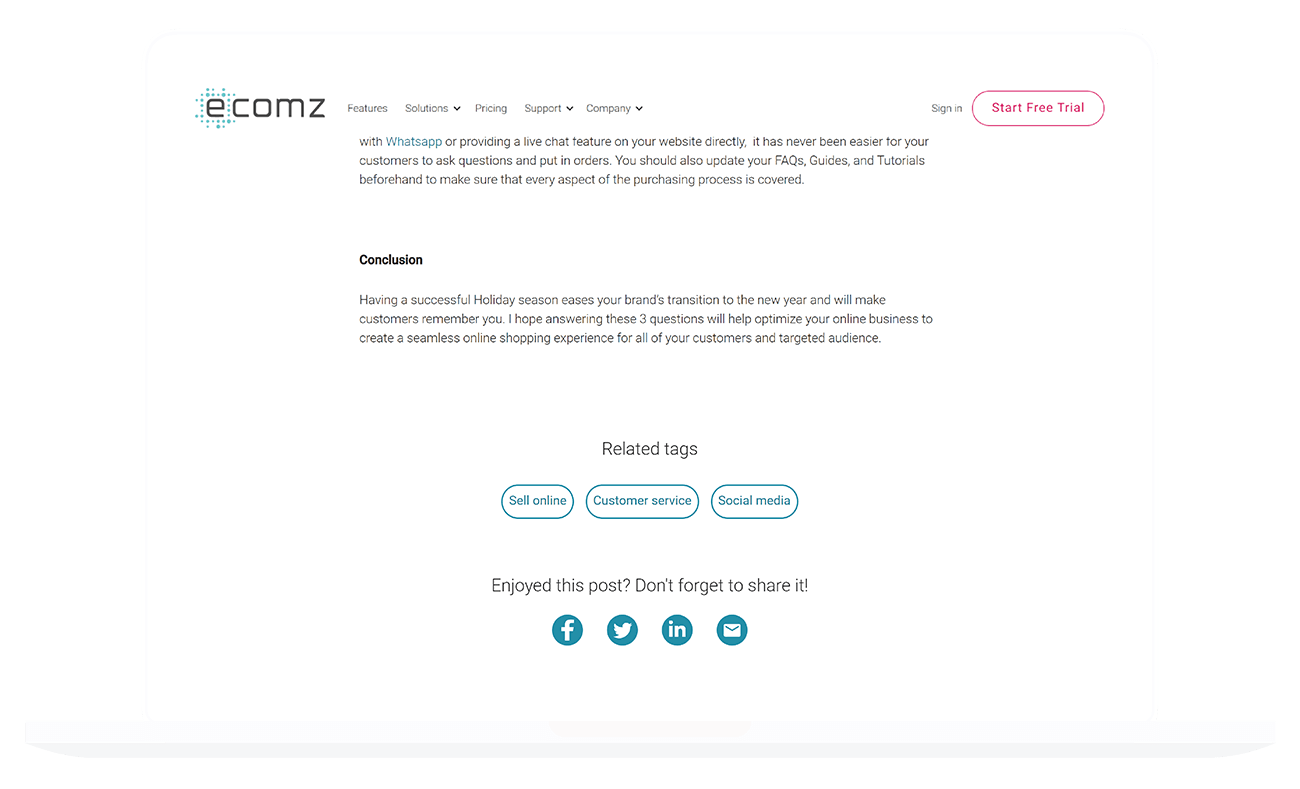 ecomz
Features Solutions Pricing Support Company Sign in Start Free Trial
with Whatsapp or providing a live chat feature on your website directly, it has never been easier for your
customers to ask questions and put in orders. You should also update your FAQs, Guides, and Tutorials
beforehand to make sure that every aspect of the purchasing process is covered.
Conclusion
Having a successful Holiday season eases your brand's transition to the new year and will make
customers remember you. I hope answering these 3 questions will help optimize your online business to
create a seamless online shopping experience for all of your customers and targeted audience.
Related tags
Sell online Customer service Social media
Enjoyed this post? Don't forget to share it!